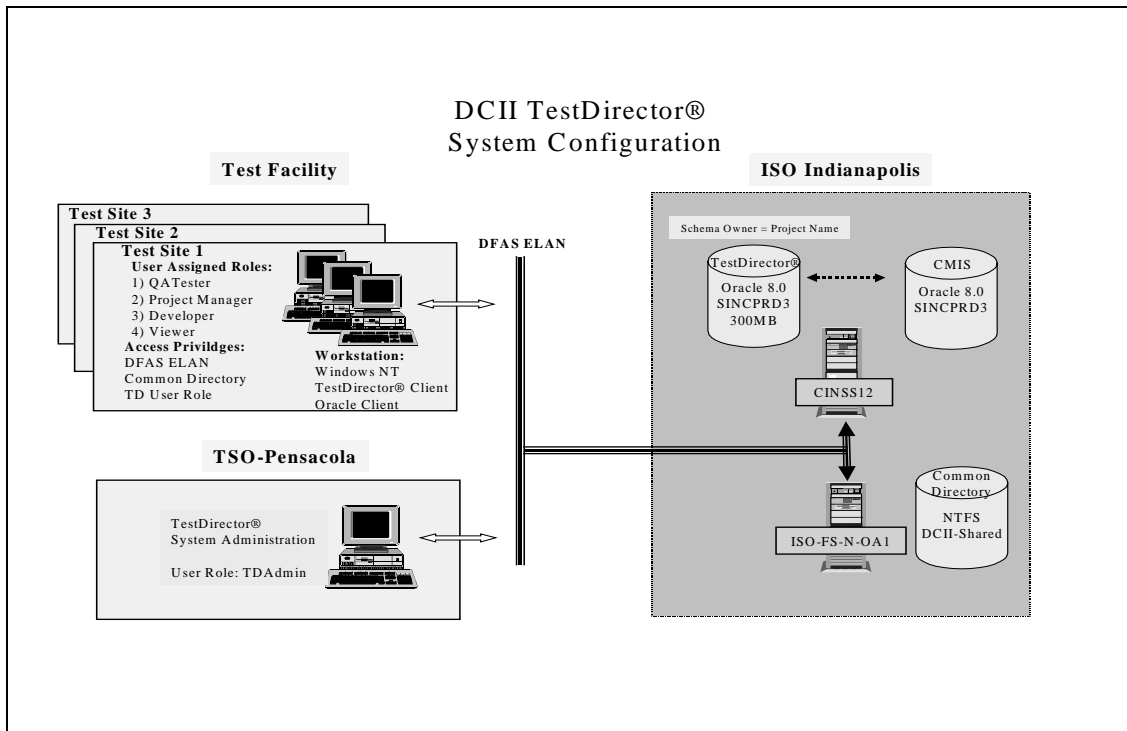 DCII TestDirector®
System Configuration
Test Facility
ISO Indianapolis
Test Site 3
Test Site 2
Test Site 1
User Assigned Roles:
1) QATester
2) Project Manager
3) Developer
4) Viewer
Access Privildges:
DFAS ELAN
Common Directory
TD User Role
Workstation:
Windows NT
TestDirector® Client
Oracle Client
DFAS ELAN
Schema Owner = Project Name
TestDirector®
Oracle 8.0
SINCPRD3
300MB
CMIS
Oracle 8.0
SINCPRD3
CINSS12
TSO-Pensacola
TestDirector®
System Administration
User Role: TDAdmin
ISO-FS-N-OA1
Common
Directory
NTFS
DCII-Shared